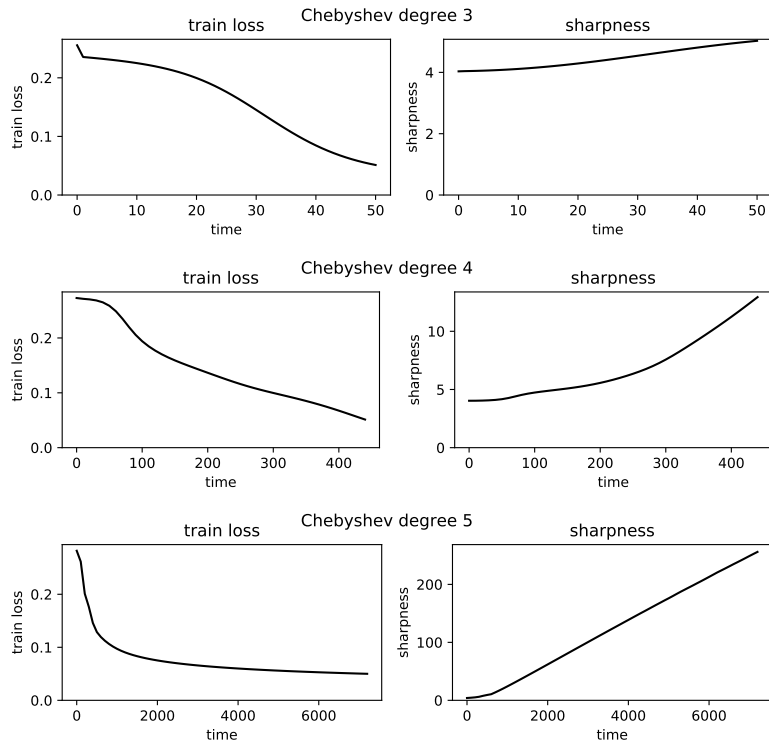 Chebyshev degree 3
train loss
sharpness
train loss
0.2
0.1
0.0
0 10 20 30 40 50
time
sharpness
4
2
0
0 10 20 30 40 50
time
Chebyshev degree 4
train loss
sharpness
train loss
0.2
0.1
0.0
0 100 200 300 400
time
sharpness
10
5
0
0 100 200 300 400
time
Chebyshev degree 5
train loss
sharpness
train loss
0.2
0.1
0.0
0 2000 4000 6000
time
sharpness
200
100
0
0 2000 4000 6000
time